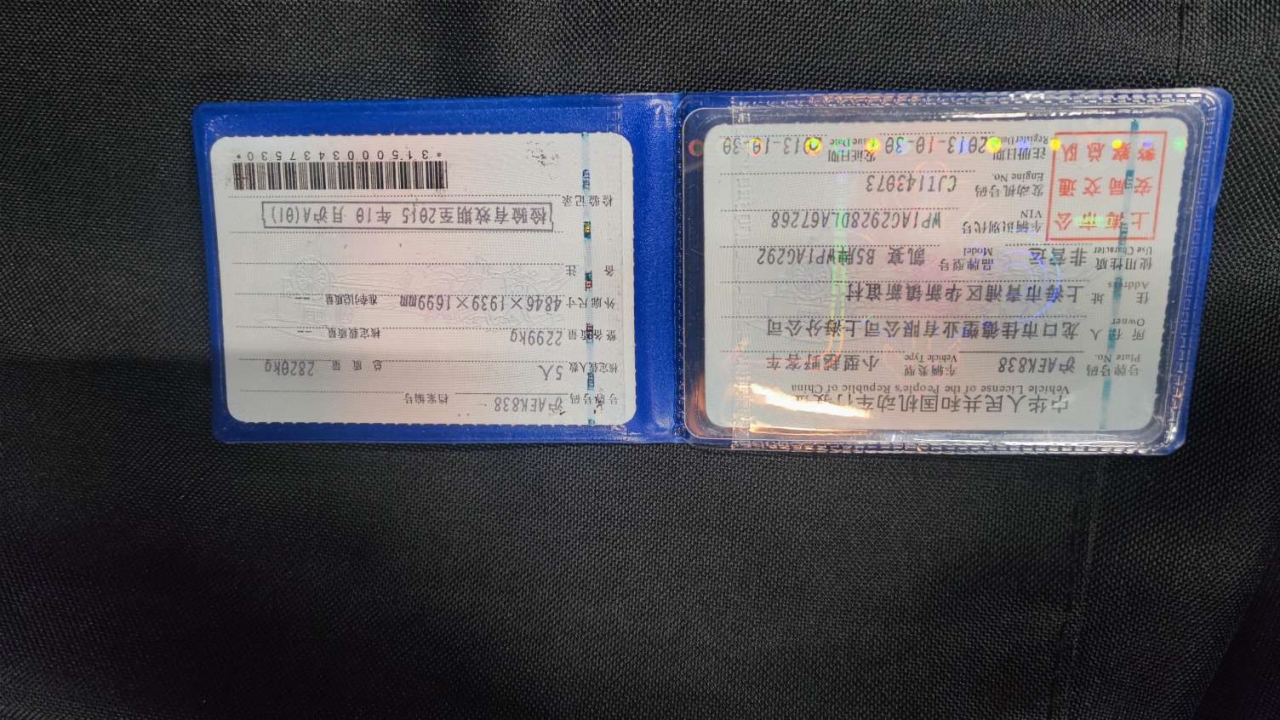 中华人民共和国机动车行驶证
Vehicle License of the People's Republic of China
号牌号码 沪AEK838 车辆类型 小型越野客车
Plate No. Vehicle Type
所有人 龙口市佳德塑业有限公司上海分公司
Owner
住 址 上海市青浦区华新镇新谊村
Address
使用性质 非营运 品牌型号 凯宴 B5牌WP1AG292
Use Character Model
上海市公安局交通警察总队
车辆识别代号 WP1AG2928DLA67268
VIN
发动机号码 CJT143073
Engine No.
注册日期 2013-10-30 发证日期 2013-10-30
Register Date Issue Date
号牌号码 沪AEK838 档案编号
核定载人数 5人 总质量 2820kg
整备质量 2299kg 核定载质量 --
外廓尺寸 4846×1939×1699mm 准牵引总质量 --
备 注
检验记录 检验有效期至2015年10月沪A(01)
*3150003437530*